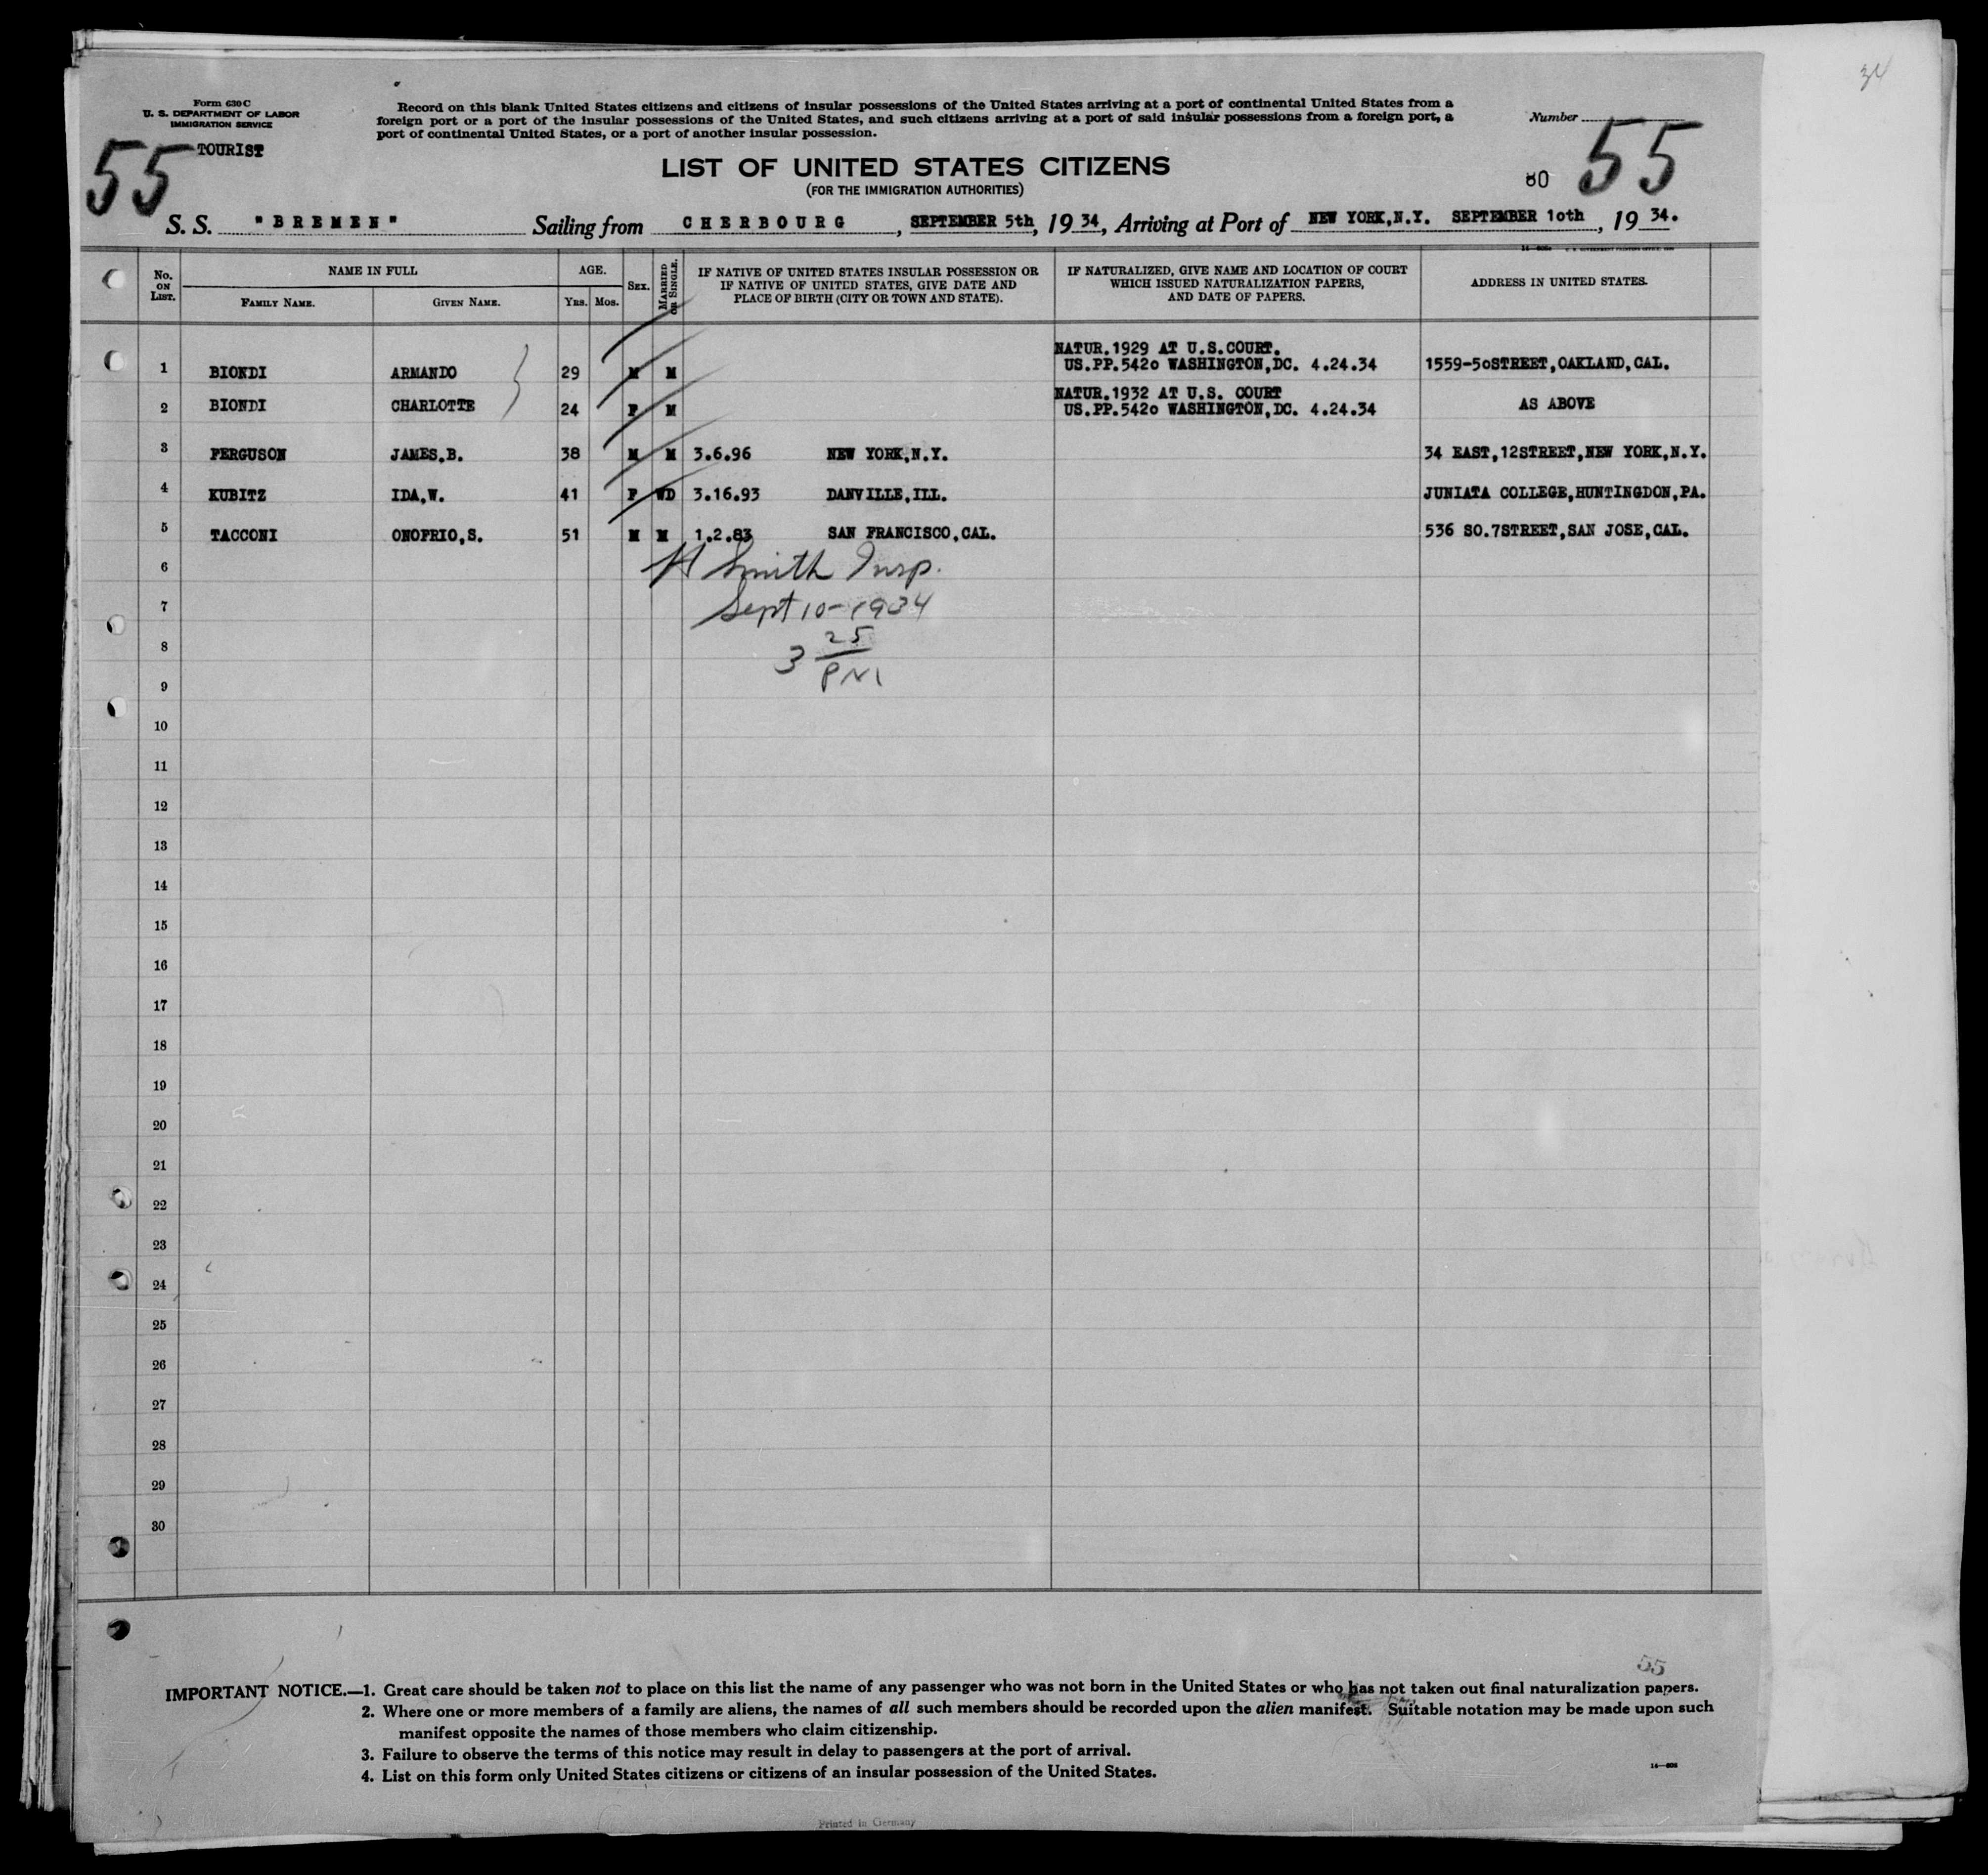 34
Form 630 C
U. S. DEPARTMENT OF LABOR
IMMIGRATION SERVICE
TOURIST
55
Record on this blank United States citizens and citizens of insular possessions of the United States arriving at a port of continental United States from a
foreign port or a port of the insular possessions of the United States, and such citizens arriving at a port of said insular possessions from a foreign port, a
port of continental United States, or a port of another insular possession.
Number
LIST OF UNITED STATES CITIZENS
(FOR THE IMMIGRATION AUTHORITIES)
80 55
S. S. "BREMEN" Sailing from CHERBOURG, SEPTEMBER 5th, 19 34, Arriving at Port of NEW YORK,N.Y. SEPTEMBER 1oth, 19 34.
No. ON LIST. NAME IN FULL AGE. SEX. MARRIED OR SINGLE. IF NATIVE OF UNITED STATES INSULAR POSSESSION OR IF NATIVE OF UNITED STATES, GIVE DATE AND PLACE OF BIRTH (CITY OR TOWN AND STATE). IF NATURALIZED, GIVE NAME AND LOCATION OF COURT WHICH ISSUED NATURALIZATION PAPERS, AND DATE OF PAPERS. ADDRESS IN UNITED STATES.
FAMILY NAME. GIVEN NAME. YRS. MOS.
NATUR.1929 AT U.S.COURT.
1 BIONDI ARMANDO 29 M M US.PP.542o WASHINGTON,DC. 4.24.34 1559-5oSTREET,OAKLAND,CAL.
NATUR.1932 AT U.S. COURT
2 BIONDI CHARLOTTE 24 F M US.PP.542o WASHINGTON,DC. 4.24.34 AS ABOVE
3 FERGUSON JAMES.B. 38 M M 3.6.96 NEW YORK,N.Y. 34 EAST,12STREET,NEW YORK,N.Y.
4 KUBITZ IDA,W. 41 F WD 3.16.93 DANVILLE,ILL. JUNIATA COLLEGE,HUNTINGDON,PA.
5 TACCONI ONOFRIO,S. 51 M M 1.2.83 SAN FRANCISCO,CAL. 536 SO.7STREET,SAN JOSE,CAL.
6 Smith Insp.
7 Sept 10-1934
8 3 25
PM
9
10
11
12
13
14
15
16
17
18
19
20
21
22
23
24
25
26
27
28
29
30
55
IMPORTANT NOTICE.—1. Great care should be taken not to place on this list the name of any passenger who was not born in the United States or who has not taken out final naturalization papers.
2. Where one or more members of a family are aliens, the names of all such members should be recorded upon the alien manifest. Suitable notation may be made upon such
manifest opposite the names of those members who claim citizenship.
3. Failure to observe the terms of this notice may result in delay to passengers at the port of arrival.
4. List on this form only United States citizens or citizens of an insular possession of the United States.
Printed in Germany